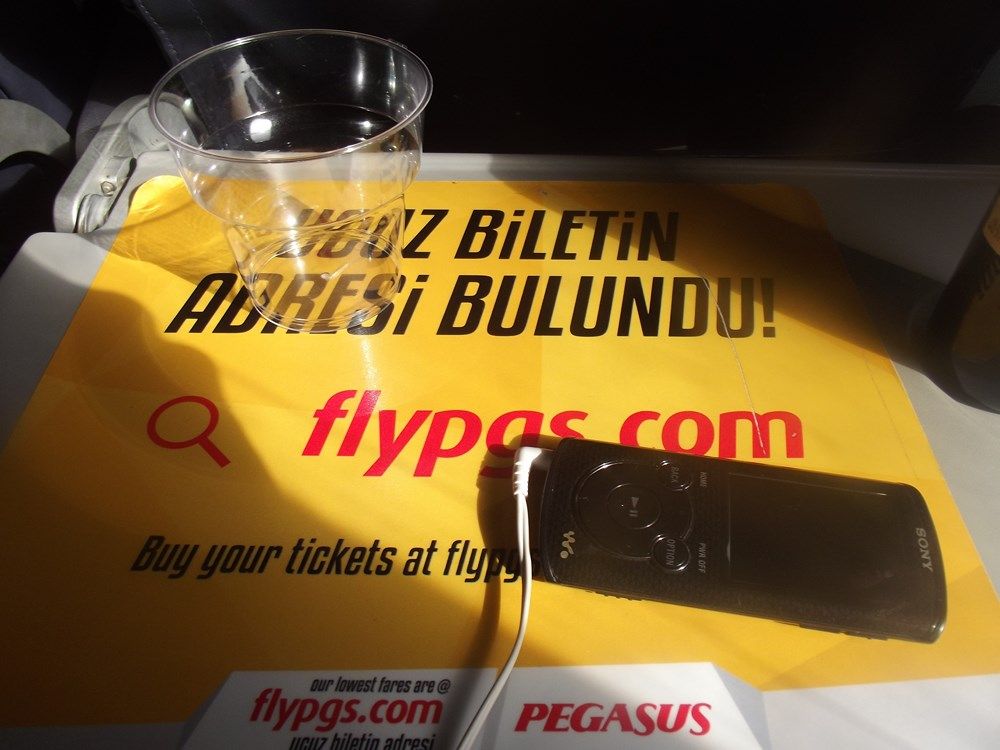 UCUZ BiLETiN
ADRESi BULUNDU!
flypgs.com
Buy your tickets at flypgs
our lowest fares are @
flypgs.com
ucuz biletin adresi
PEGASUS
HOME
BACK
OPTION
PWR OFF
W.
SONY